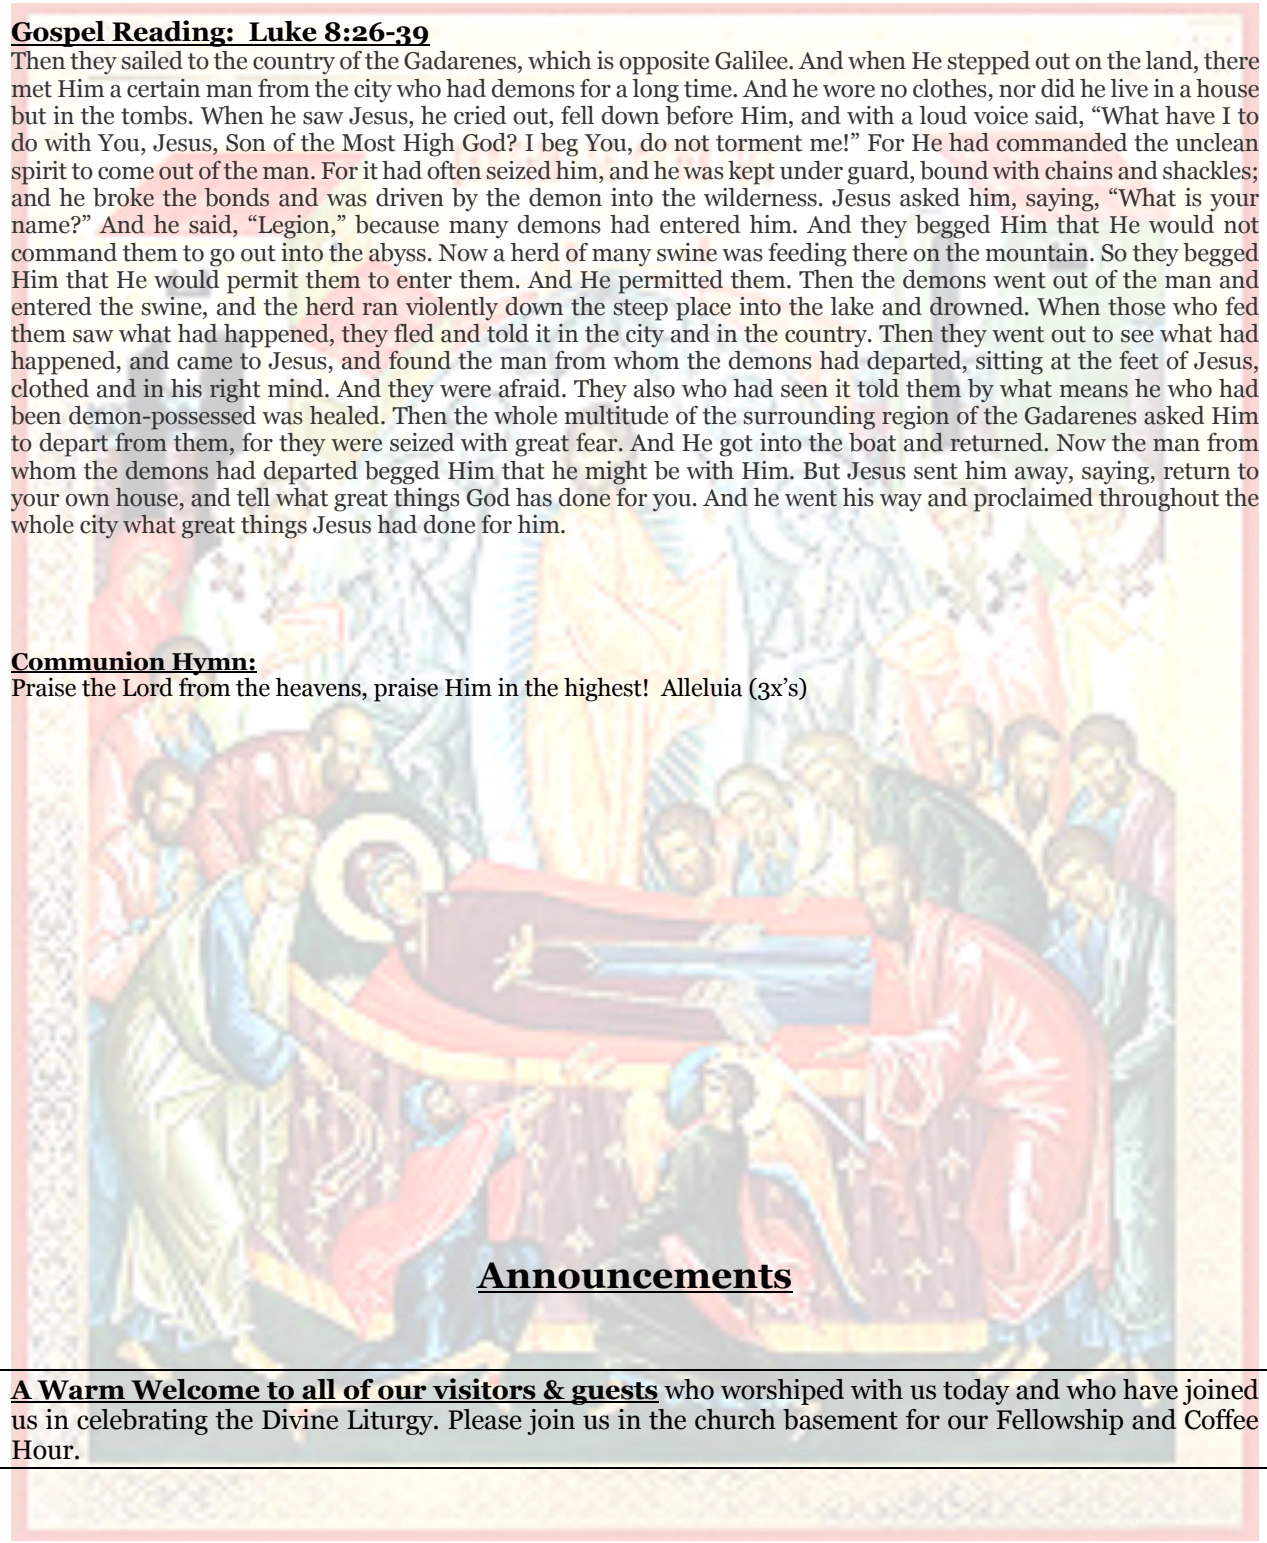 Gospel Reading:  Luke 8:26-39
Then they sailed to the country of the Gadarenes, which is opposite Galilee. And when He stepped out on the land, there
met Him a certain man from the city who had demons for a long time. And he wore no clothes, nor did he live in a house
but in the tombs. When he saw Jesus, he cried out, fell down before Him, and with a loud voice said, “What have I to
do with You, Jesus, Son of the Most High God? I beg You, do not torment me!” For He had commanded the unclean
spirit to come out of the man. For it had often seized him, and he was kept under guard, bound with chains and shackles;
and he broke the bonds and was driven by the demon into the wilderness. Jesus asked him, saying, “What is your
name?” And he said, “Legion,” because many demons had entered him. And they begged Him that He would not
command them to go out into the abyss. Now a herd of many swine was feeding there on the mountain. So they begged
Him that He would permit them to enter them. And He permitted them. Then the demons went out of the man and
entered the swine, and the herd ran violently down the steep place into the lake and drowned. When those who fed
them saw what had happened, they fled and told it in the city and in the country. Then they went out to see what had
happened, and came to Jesus, and found the man from whom the demons had departed, sitting at the feet of Jesus,
clothed and in his right mind. And they were afraid. They also who had seen it told them by what means he who had
been demon-possessed was healed. Then the whole multitude of the surrounding region of the Gadarenes asked Him
to depart from them, for they were seized with great fear. And He got into the boat and returned. Now the man from
whom the demons had departed begged Him that he might be with Him. But Jesus sent him away, saying, return to
your own house, and tell what great things God has done for you. And he went his way and proclaimed throughout the
whole city what great things Jesus had done for him.
Communion Hymn:
Praise the Lord from the heavens, praise Him in the highest!  Alleluia (3x’s)
Announcements
A Warm Welcome to all of our visitors & guests who worshiped with us today and who have joined
us in celebrating the Divine Liturgy. Please join us in the church basement for our Fellowship and Coffee
Hour.